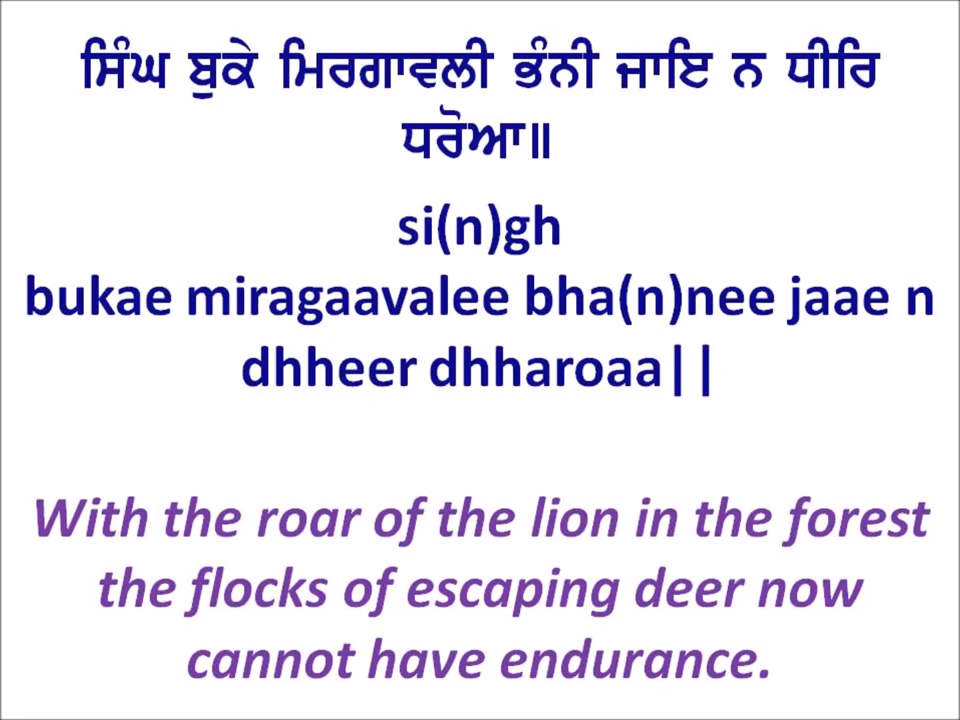 ਸਿੰਘ ਬੁਕੇ ਮਿਰਗਾਵਲੀ ਭੰਨੀ ਜਾਇ ਨ ਧੀਰਿ
ਧਰੋਆ॥
si(n)gh
bukae miragaavalee bha(n)nee jaae n
dhheer dhharoaa||
With the roar of the lion in the forest
the flocks of escaping deer now
cannot have endurance.